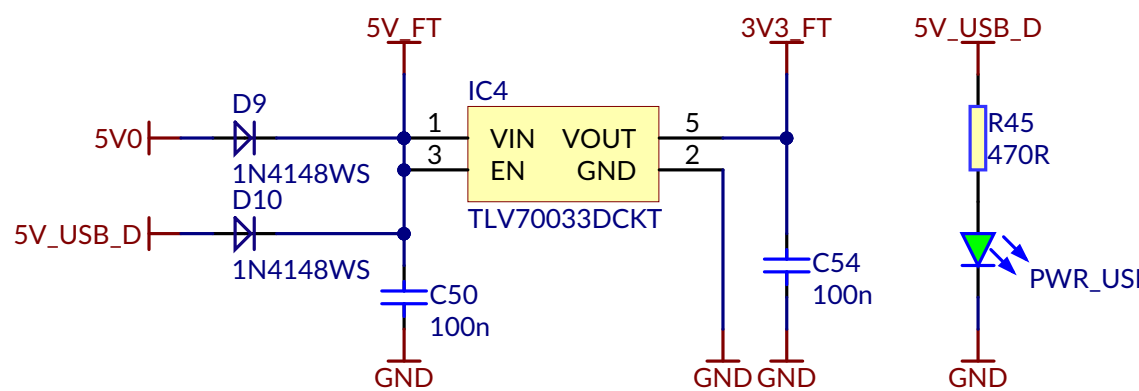 5V_FT
3V3_FT
5V_USB_D
IC4
D9
5V0
1
VIN
VOUT
5
R45
470R
3
EN
GND
2
1N4148WS
D10
TLV70033DCKT
5V_USB_D
1N4148WS
C50
100n
C54
100n
PWR_USB
GND
GND
GND
GND